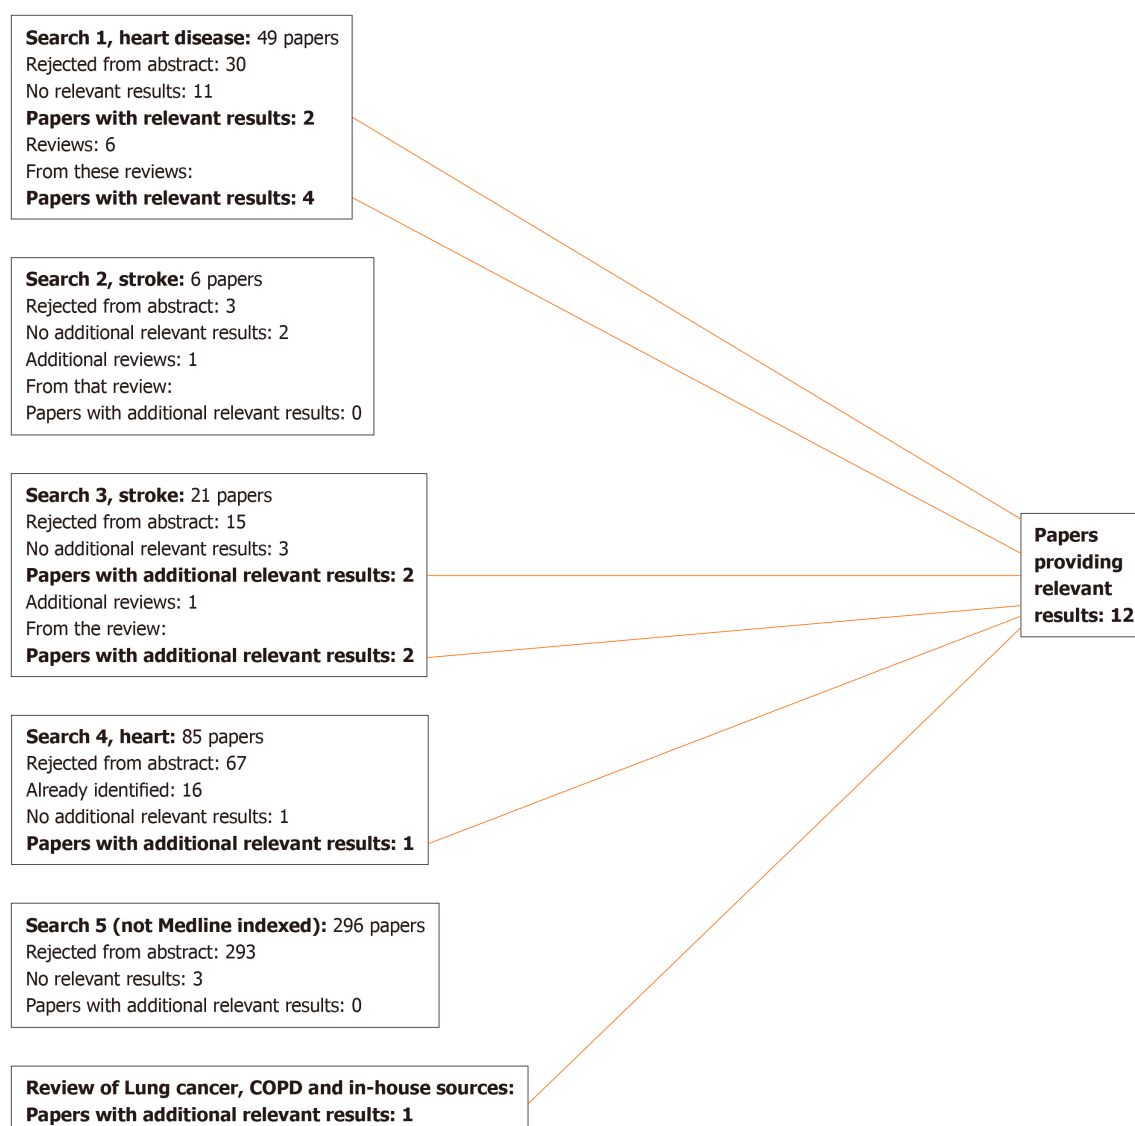 Search 1, heart disease: 49 papers
Rejected from abstract: 30
No relevant results: 11
Papers with relevant results: 2
Reviews: 6
From these reviews:
Papers with relevant results: 4
Search 2, stroke: 6 papers
Rejected from abstract: 3
No additional relevant results: 2
Additional reviews: 1
From that review:
Papers with additional relevant results: 0
Search 3, stroke: 21 papers
Rejected from abstract: 15
No additional relevant results: 3
Papers with additional relevant results: 2
Additional reviews: 1
From the review:
Papers with additional relevant results: 2
Search 4, heart: 85 papers
Rejected from abstract: 67
Already identified: 16
No additional relevant results: 1
Papers with additional relevant results: 1
Search 5 (not Medline indexed): 296 papers
Rejected from abstract: 293
No relevant results: 3
Papers with additional relevant results: 0
Review of Lung cancer, COPD and in-house sources:
Papers with additional relevant results: 1
Papers
providing
relevant
results: 12